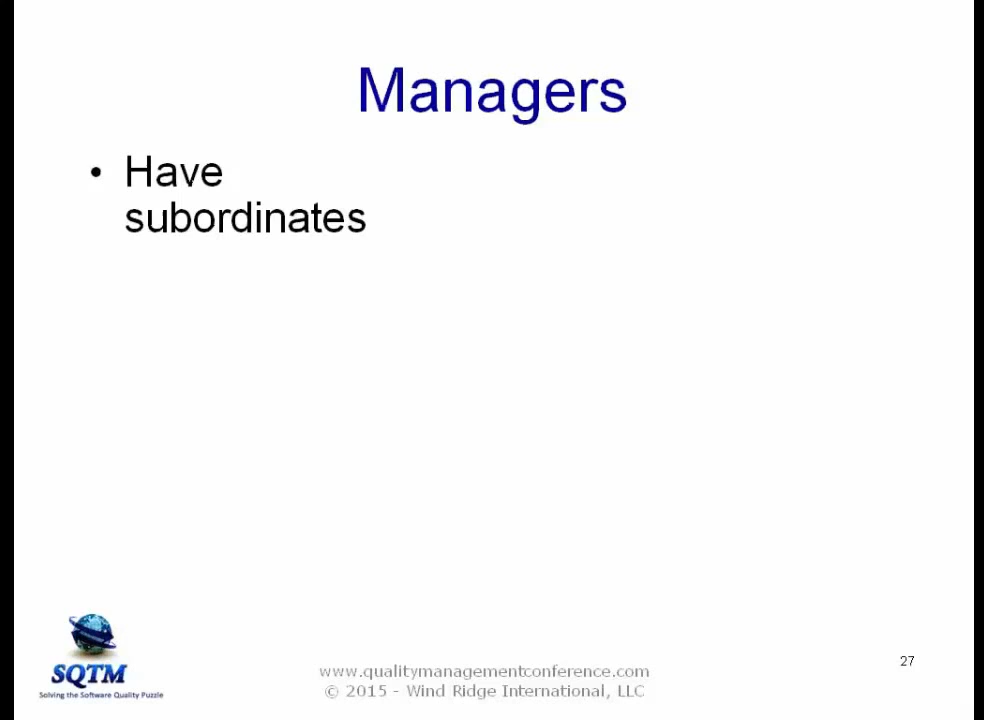 Managers
• Have
subordinates
SQTM
Solving the Software Quality Puzzle
www.qualitymanagementconference.com
© 2015 - Wind Ridge International, LLC
27